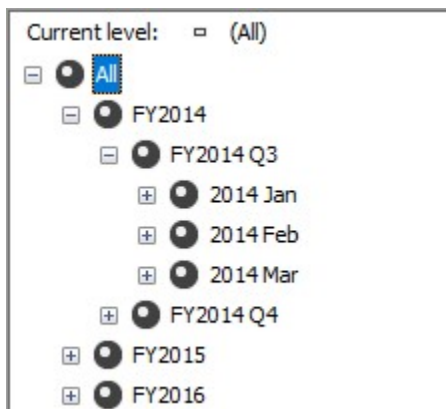 Current level: (All)
All
FY2014
FY2014 Q3
2014 Jan
2014 Feb
2014 Mar
FY2014 Q4
FY2015
FY2016